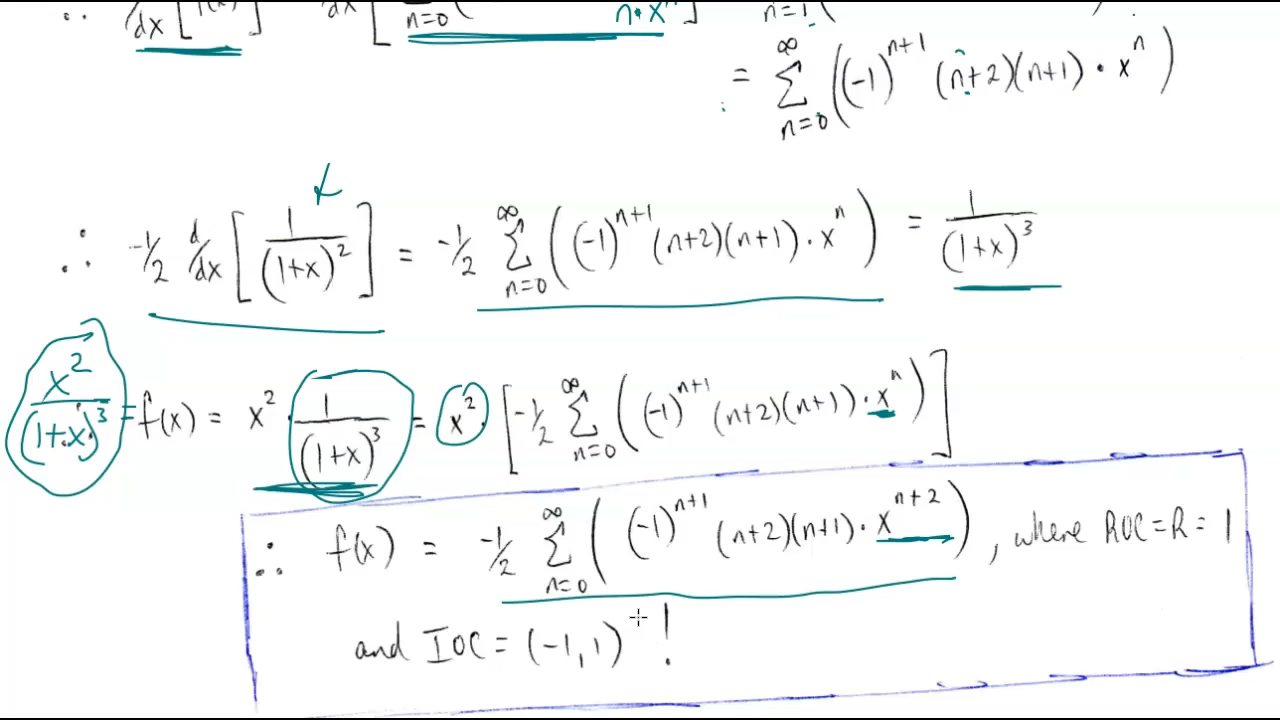 ∴ d/dx [ ] d/dx [ n=0 ( n·xⁿ ] n=1 (
= ∑_{n=0}^{∞} ((-1)^{n+1} (n+2)(n+1) · x^n)
∴ -1/2 d/dx [1/(1+x)^2] = -1/2 ∑_{n=0}^{∞} ((-1)^{n+1} (n+2)(n+1) · x^n) = 1/(1+x)^3
x^2/(1+x)^3 = f(x) = x^2 · 1/(1+x)^3 = x^2 · [-1/2 ∑_{n=0}^{∞} ((-1)^{n+1} (n+2)(n+1) · x^n)]
∴ f(x) = -1/2 ∑_{n=0}^{∞} ((-1)^{n+1} (n+2)(n+1) · x^{n+2}), where ROC = R = 1
and IOC = (-1,1) !